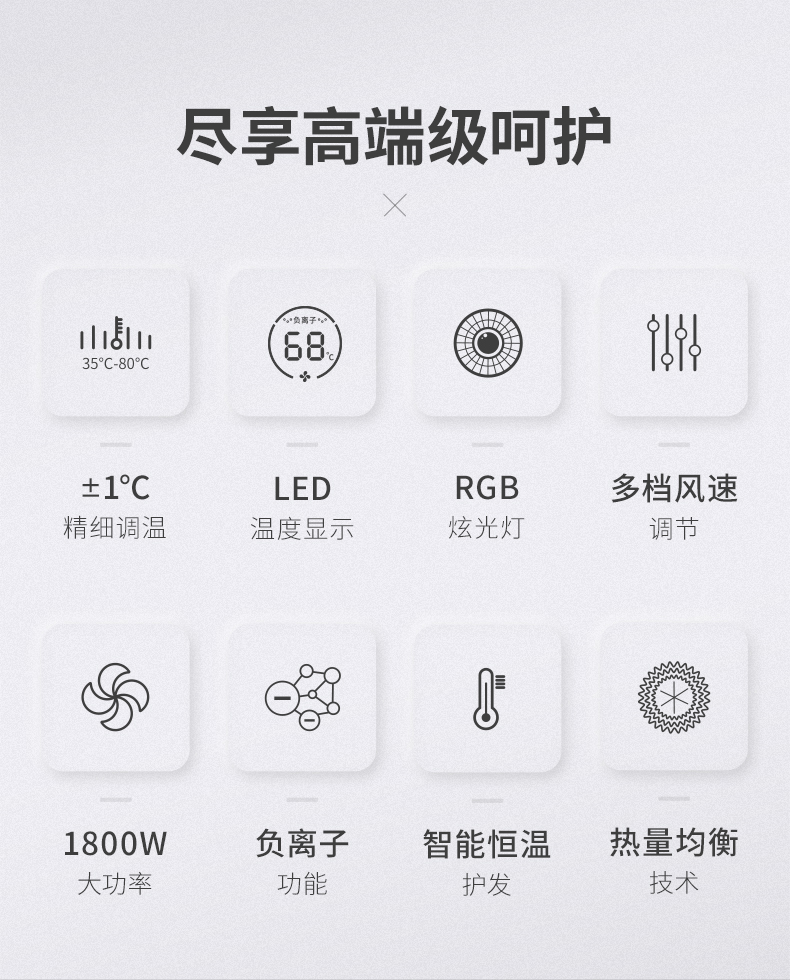 尽享高端级呵护
35℃-80℃
负离子
68℃
±1℃
LED
RGB
多档风速
精细调温
温度显示
炫光灯
调节
1800W
负离子
智能恒温
热量均衡
大功率
功能
护发
技术